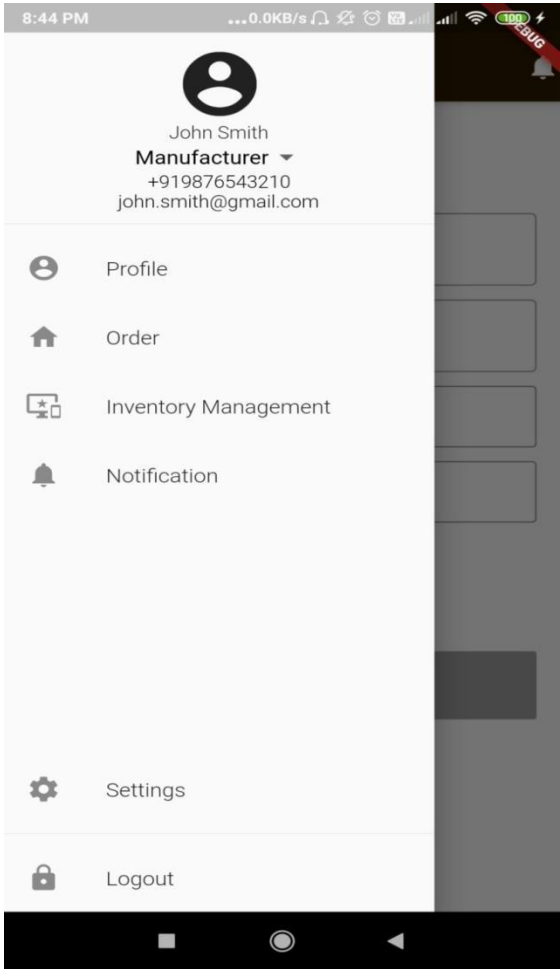 8:44 PM ...0.0KB/s 100
DEBUG
John Smith
Manufacturer
+919876543210
john.smith@gmail.com
Profile
Order
Inventory Management
Notification
Settings
Logout